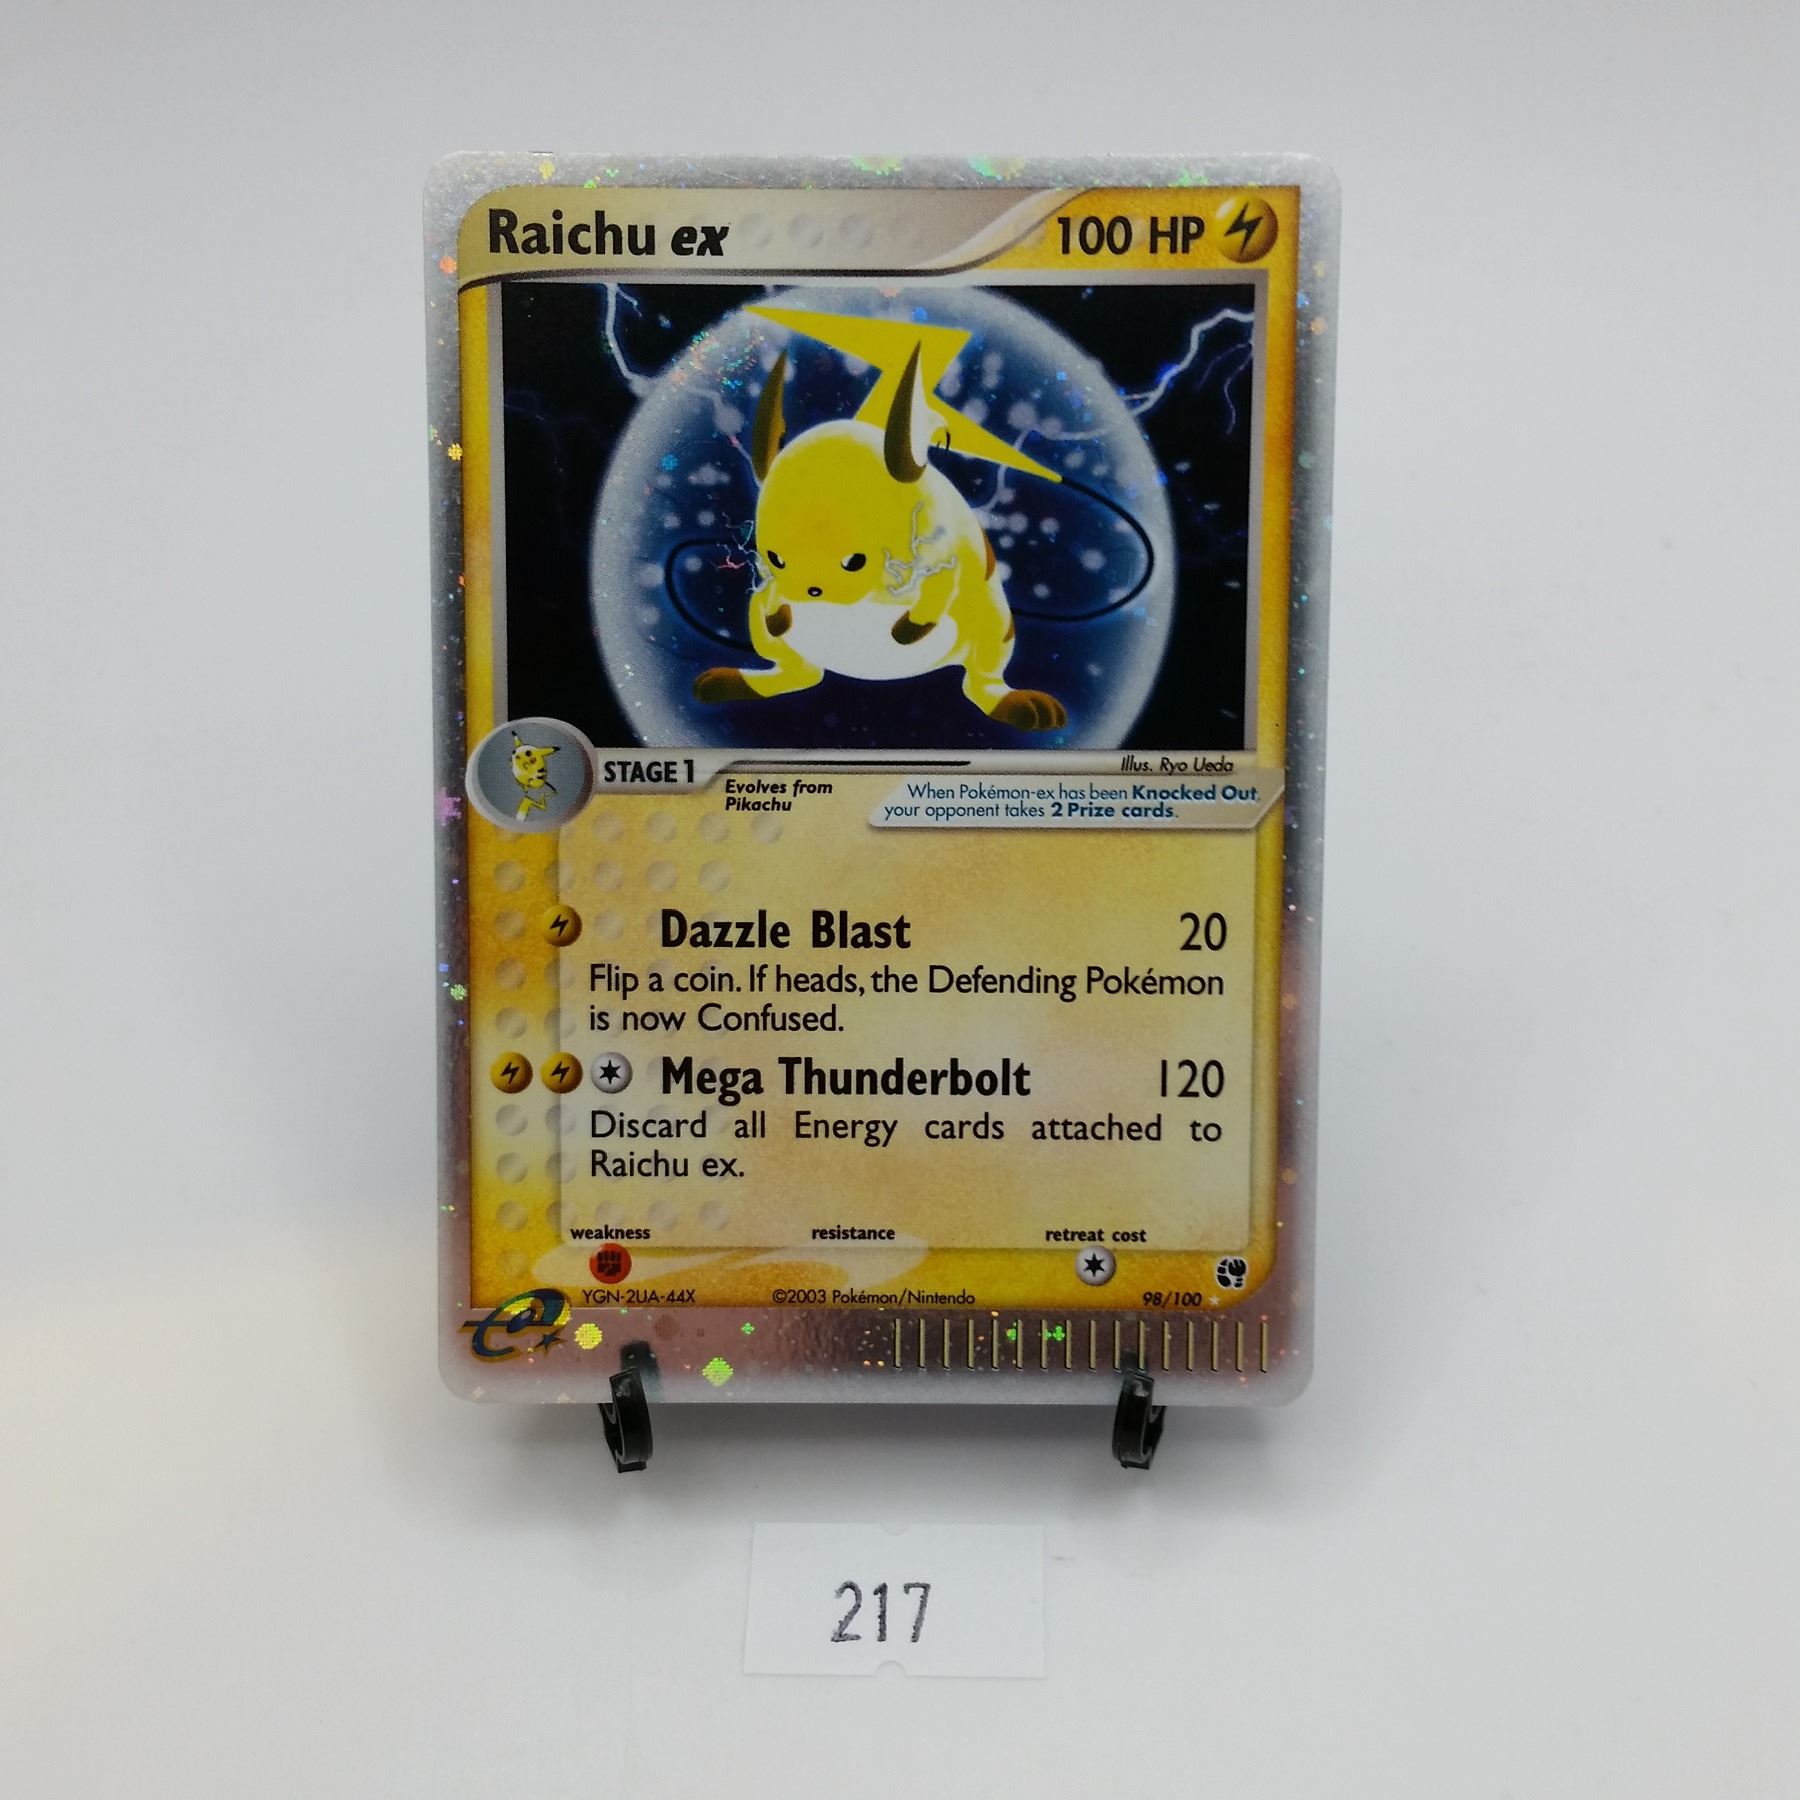 Raichu ex 100 HP
STAGE 1
Evolves from
Pikachu
Illus. Ryo Ueda
When Pokémon-ex has been Knocked Out,
your opponent takes 2 Prize cards.
Dazzle Blast 20
Flip a coin. If heads, the Defending Pokémon
is now Confused.
Mega Thunderbolt 120
Discard all Energy cards attached to
Raichu ex.
weakness resistance retreat cost
YGN-2UA-44X ©2003 Pokémon/Nintendo 98/100
e
217